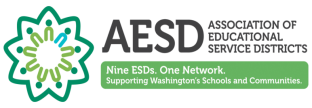 AESD
ASSOCIATION OF
EDUCATIONAL
SERVICE DISTRICTS
Nine ESDs. One Network.
Supporting Washington's Schools and Communities.